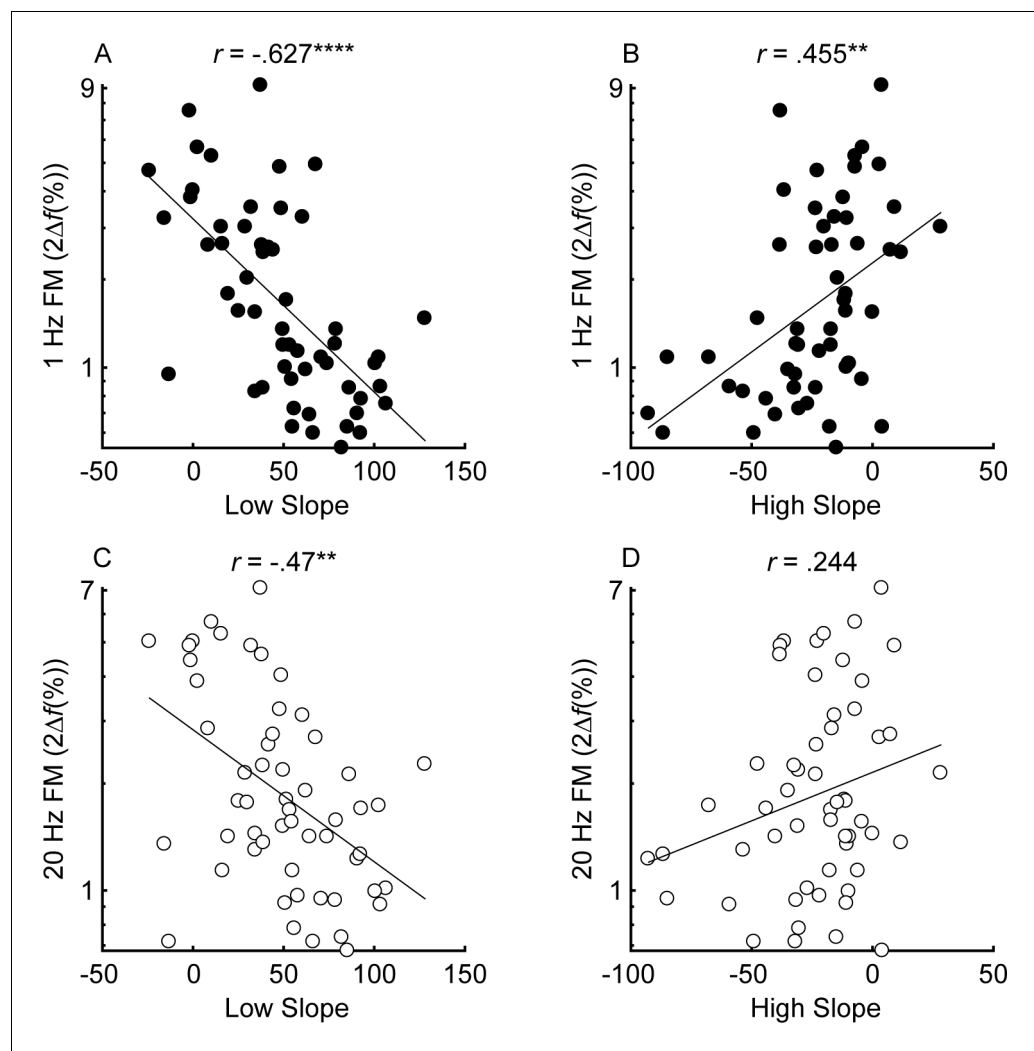 A
r = -.627****
9
1
1 Hz FM (2Δf(%))
-50 0 50 100 150
Low Slope
B
r = .455**
9
1
1 Hz FM (2Δf(%))
-100 -50 0 50
High Slope
C
r = -.47**
7
1
20 Hz FM (2Δf(%))
-50 0 50 100 150
Low Slope
D
r = .244
7
1
20 Hz FM (2Δf(%))
-100 -50 0 50
High Slope